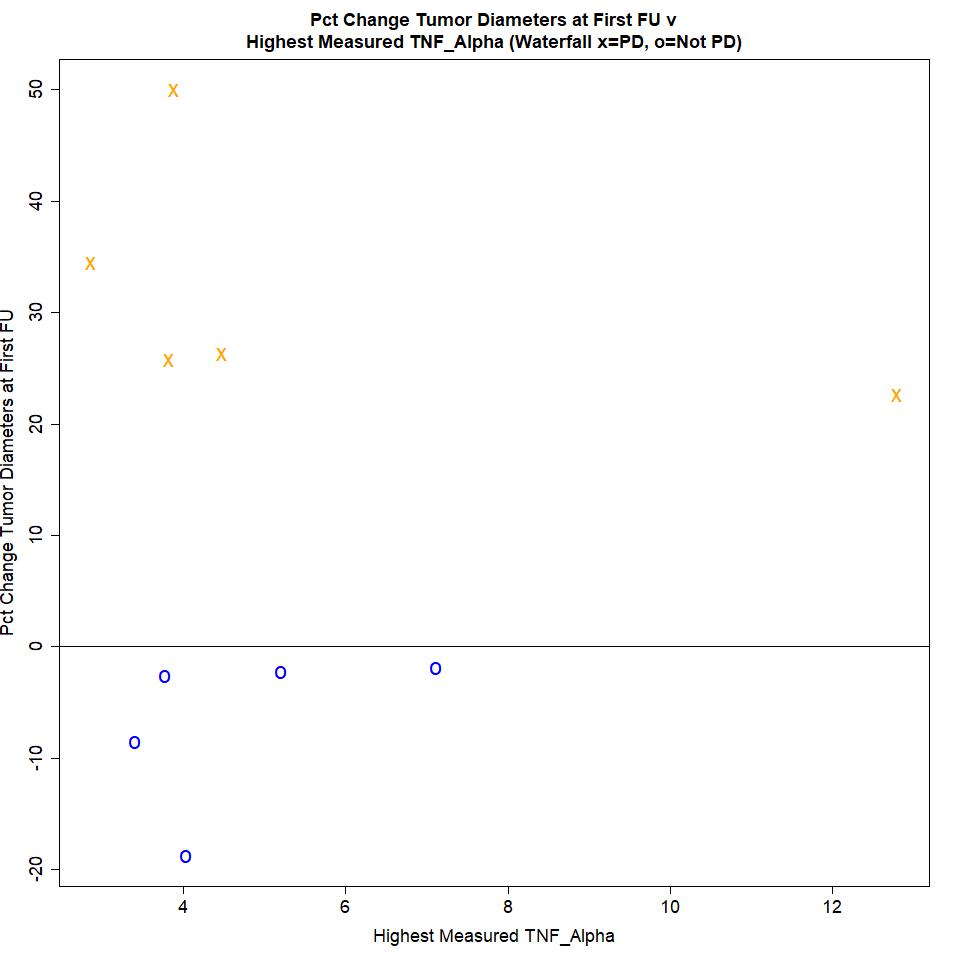 Pct Change Tumor Diameters at First FU v
Highest Measured TNF_Alpha (Waterfall x=PD, o=Not PD)
Pct Change Tumor Diameters at First FU
50
40
30
20
10
0
-10
-20
X
X
X
X
X
O
O
O
O
O
4
6
8
10
12
Highest Measured TNF_Alpha